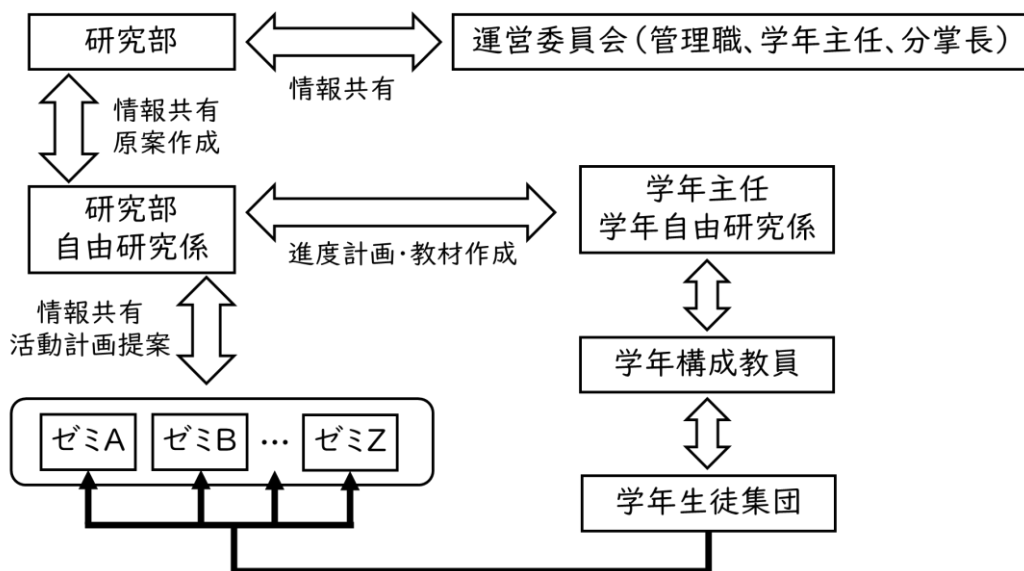 研究部
運営委員会(管理職、学年主任、分掌長)
情報共有
情報共有
原案作成
研究部
自由研究係
学年主任
学年自由研究係
進度計画・教材作成
情報共有
活動計画提案
学年構成教員
ゼミA
ゼミB
…
ゼミZ
学年生徒集団